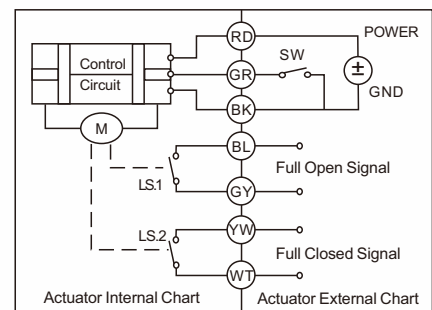 RD
POWER
Control
GR
SW
±
Circuit
GND
BK
M
BL
Full Open Signal
LS.1
GY
YW
LS.2
Full Closed Signal
WT
Actuator Internal Chart
Actuator External Chart